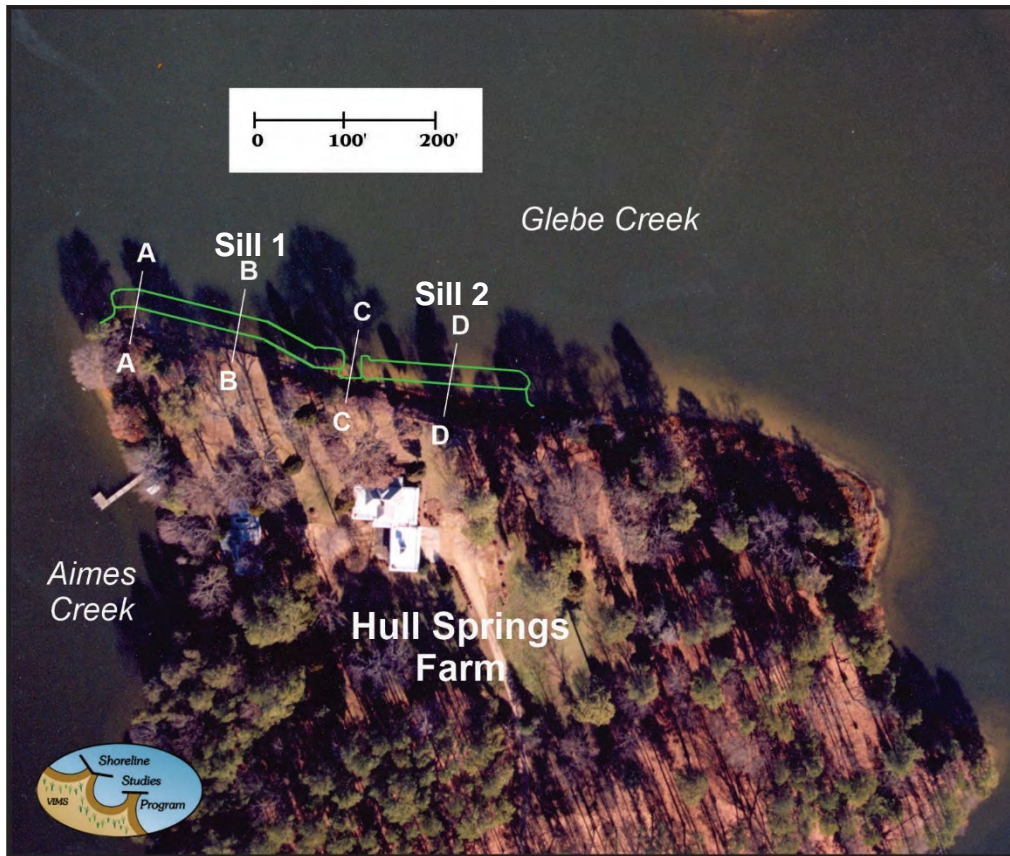 0 100' 200'
Glebe Creek
Sill 1
A
B
Sill 2
C
D
A
B
C
D
Aimes
Creek
Hull Springs
Farm
Shoreline
Studies
VIMS
Program